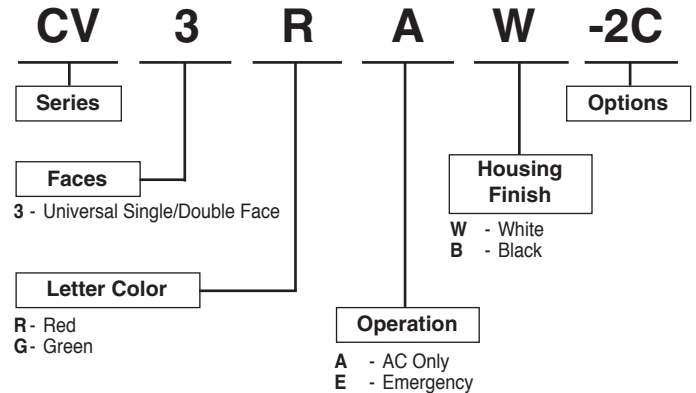 CV 3 R A W -2C
Series
Options
Faces
3 - Universal Single/Double Face
Housing
Finish
W - White
B - Black
Letter Color
R - Red
G - Green
Operation
A - AC Only
E - Emergency